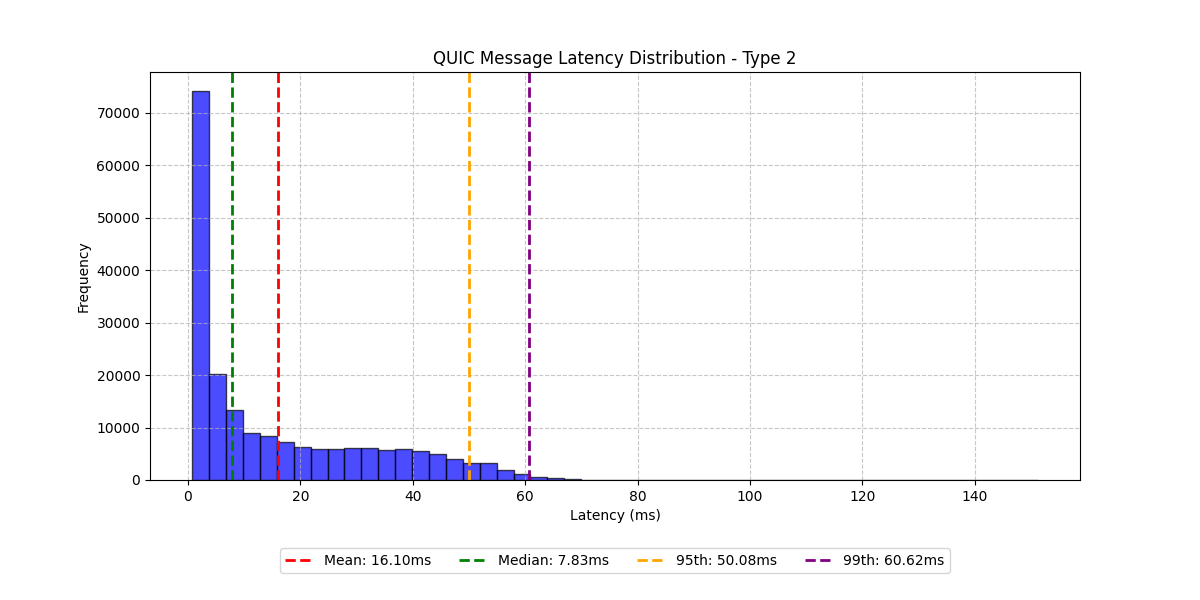 QUIC Message Latency Distribution - Type 2
Frequency
70000
60000
50000
40000
30000
20000
10000
0
0 20 40 60 80 100 120 140
Latency (ms)
Mean: 16.10ms Median: 7.83ms 95th: 50.08ms 99th: 60.62ms